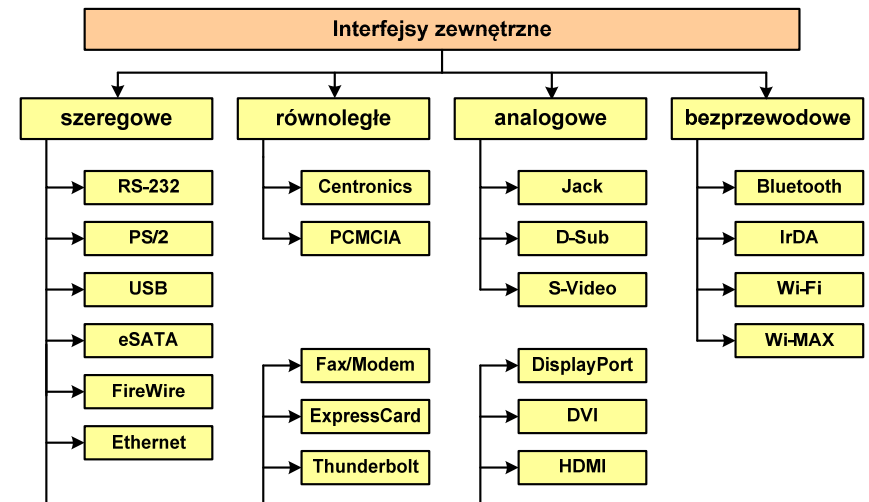 Interfejsy zewnętrzne
szeregowe
równoległe
analogowe
bezprzewodowe
RS-232
Centronics
Jack
Bluetooth
PS/2
PCMCIA
D-Sub
IrDA
USB
S-Video
Wi-Fi
eSATA
Wi-MAX
Fax/Modem
DisplayPort
FireWire
ExpressCard
DVI
Ethernet
Thunderbolt
HDMI